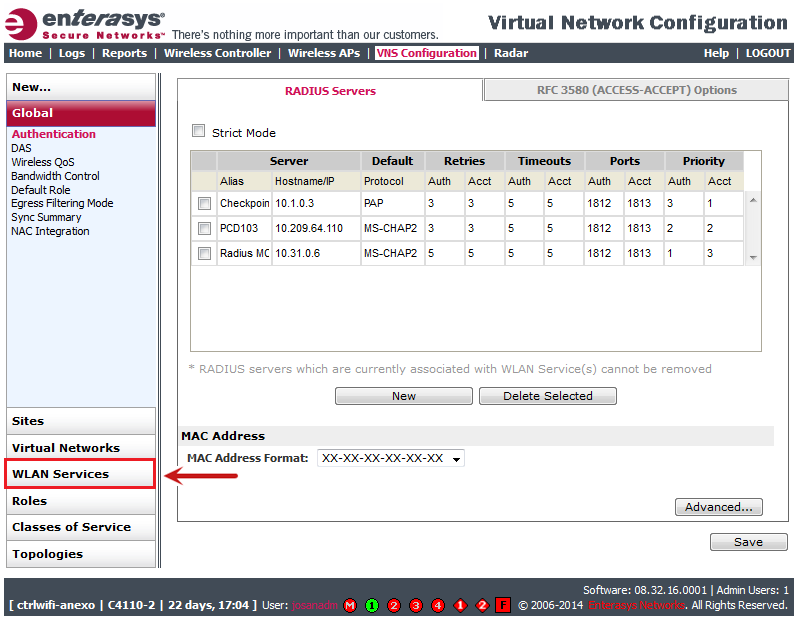 enterasys®
Secure Networks™ There's nothing more important than our customers.
Virtual Network Configuration
Home | Logs | Reports | Wireless Controller | Wireless APs | VNS Configuration | Radar
Help | LOGOUT
New...
Global
Authentication
DAS
Wireless QoS
Bandwidth Control
Default Role
Egress Filtering Mode
Sync Summary
NAC Integration
Sites
Virtual Networks
WLAN Services
Roles
Classes of Service
Topologies
RADIUS Servers
RFC 3580 (ACCESS-ACCEPT) Options
Strict Mode
Server Default Retries Timeouts Ports Priority
Alias Hostname/IP Protocol Auth Acct Auth Acct Auth Acct Auth Acct
Checkpoin 10.1.0.3 PAP 3 3 5 5 1812 1813 3 1
PCD103 10.209.64.110 MS-CHAP2 3 3 5 5 1812 1813 2 2
Radius MC 10.31.0.6 MS-CHAP2 5 5 5 5 1812 1813 1 3
* RADIUS servers which are currently associated with WLAN Service(s) cannot be removed
New
Delete Selected
MAC Address
MAC Address Format: XX-XX-XX-XX-XX-XX
Advanced...
Save
Software: 08.32.16.0001 | Admin Users: 1
[ ctrlwifi-anexo | C4110-2 | 22 days, 17:04 ] User: josanadm M 1 2 3 4 1 2 F © 2006-2014 Enterasys Networks. All Rights Reserved.